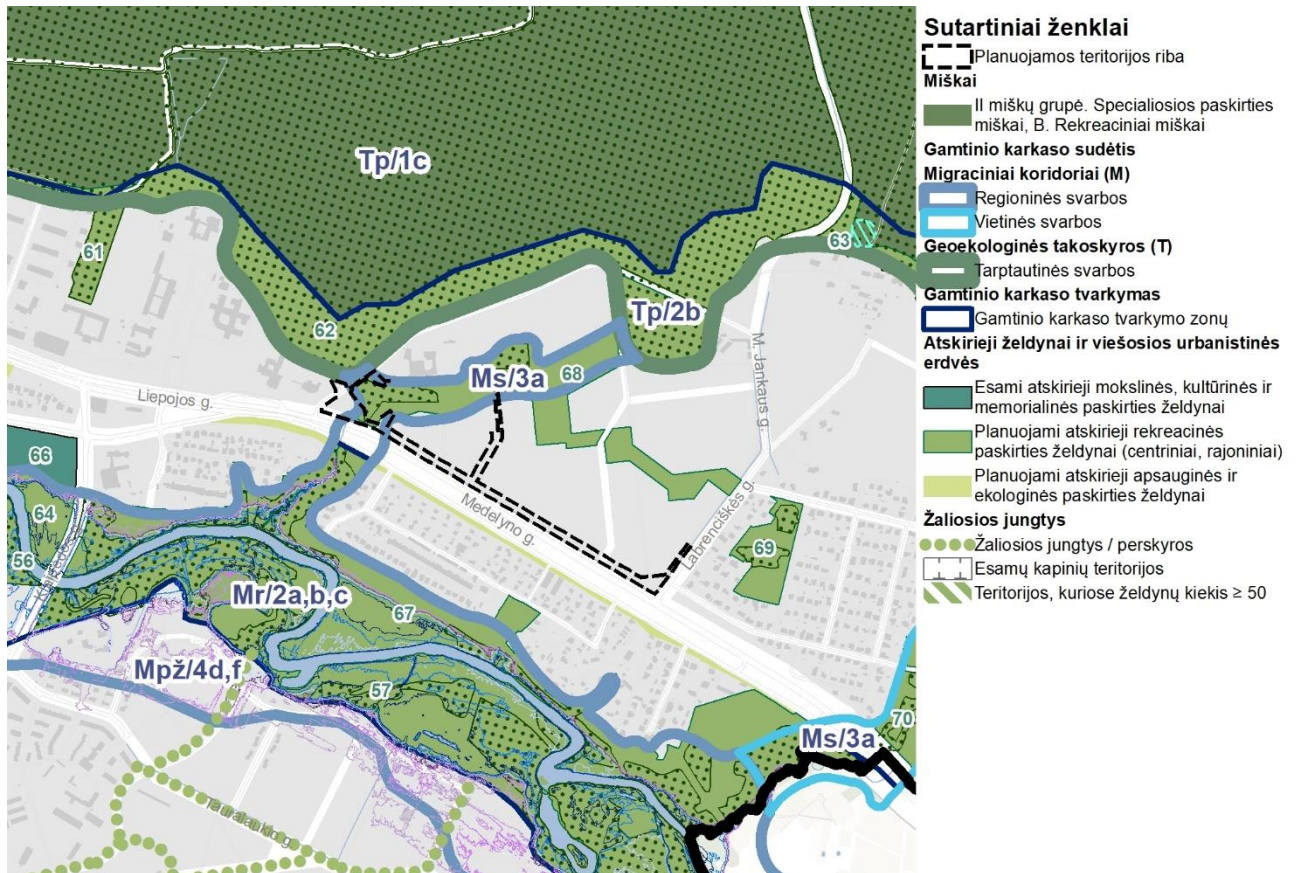 Tp/1c
61
62
63
Tp/2b
68
Ms/3a
Liepojos g.
M. Jankaus g.
66
64
56
Medelyno g.
Labrenciškės g.
69
Mr/2a,b,c
67
Mpž/4d,f
57
70
Ms/3a
Tauralaukio g.
Sutartiniai ženklai
Planuojamos teritorijos riba
Miškai
II miškų grupė. Specialiosios paskirties
miškai, B. Rekreaciniai miškai
Gamtinio karkaso sudėtis
Migraciniai koridoriai (M)
Regioninės svarbos
Vietinės svarbos
Geoekologinės takoskyros (T)
Tarptautinės svarbos
Gamtinio karkaso tvarkymas
Gamtinio karkaso tvarkymo zonų
Atskirieji želdynai ir viešosios urbanistinės
erdvės
Esami atskirieji mokslinės, kultūrinės ir
memorialinės paskirties želdynai
Planuojami atskirieji rekreacinės
paskirties želdynai (centriniai, rajoniniai)
Planuojami atskirieji apsauginės ir
ekologinės paskirties želdynai
Žaliosios jungtys
Žaliosios jungtys / perskyros
Esamų kapinių teritorijos
Teritorijos, kuriose želdynų kiekis ≥ 50